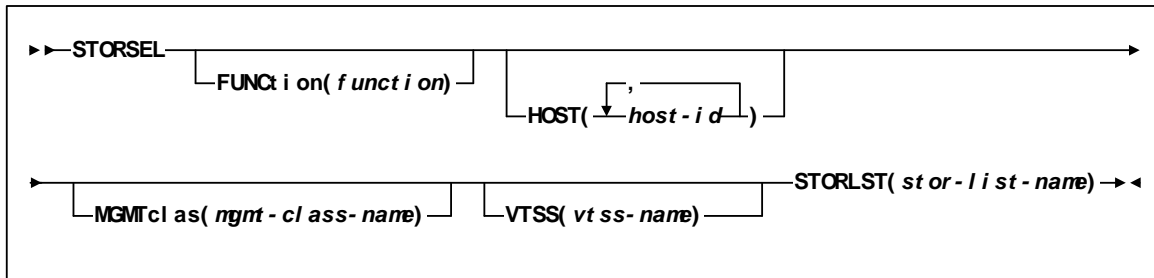 STORSEL
FUNCtion(function)
,
HOST( host-id )
STORLST(stor-list-name)
MGMTclas(mgmt-class-name)
VTSS(vtss-name)